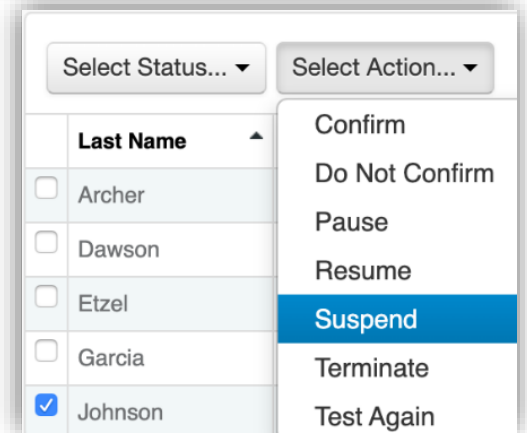 Select Status... Select Action...
Last Name
Archer
Dawson
Etzel
Garcia
Johnson
Confirm
Do Not Confirm
Pause
Resume
Suspend
Terminate
Test Again